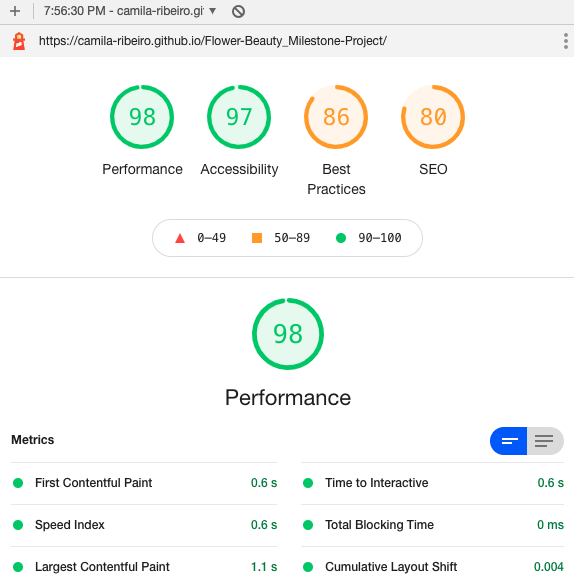 + 7:56:30 PM - camila-ribeiro.gi ▼
https://camila-ribeiro.github.io/Flower-Beauty_Milestone-Project/
98 97 86 80
Performance Accessibility Best Practices SEO
0–49 50–89 90–100
98
Performance
Metrics
First Contentful Paint 0.6 s
Time to Interactive 0.6 s
Speed Index 0.6 s
Total Blocking Time 0 ms
Largest Contentful Paint 1.1 s
Cumulative Layout Shift 0.004